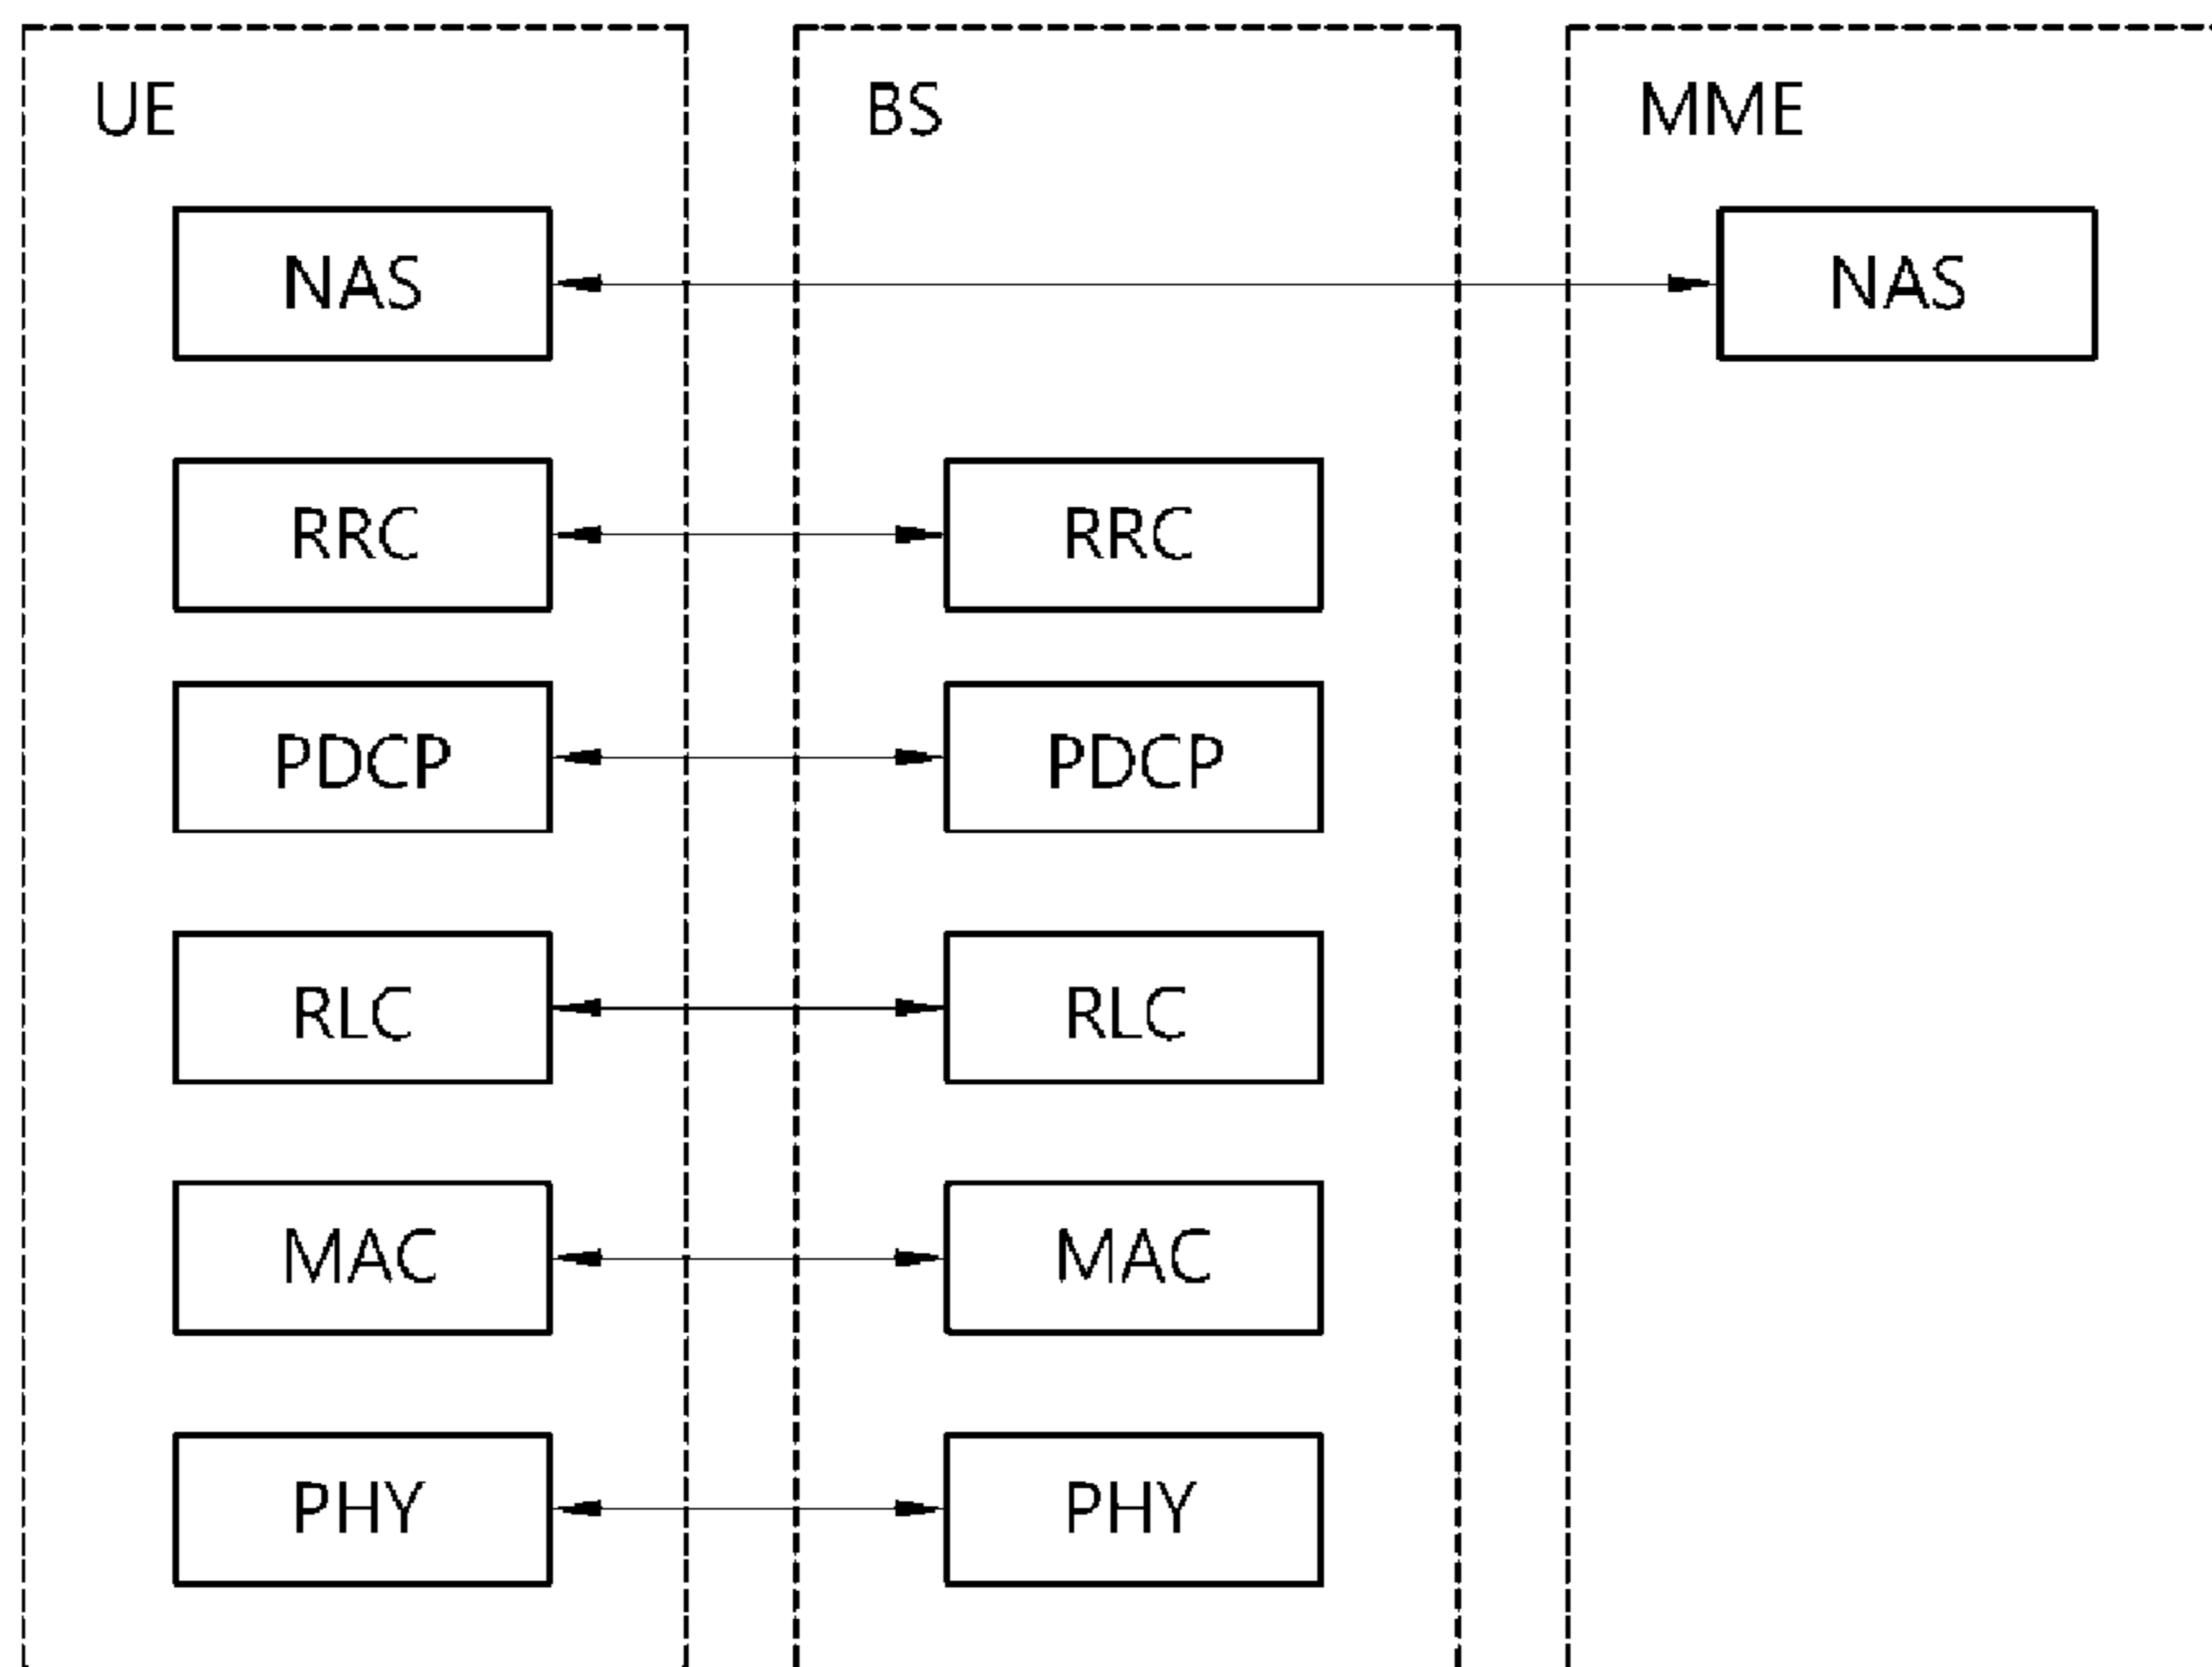 UE BS MME
NAS NAS
RRC RRC
PDCP PDCP
RLC RLC
MAC MAC
PHY PHY